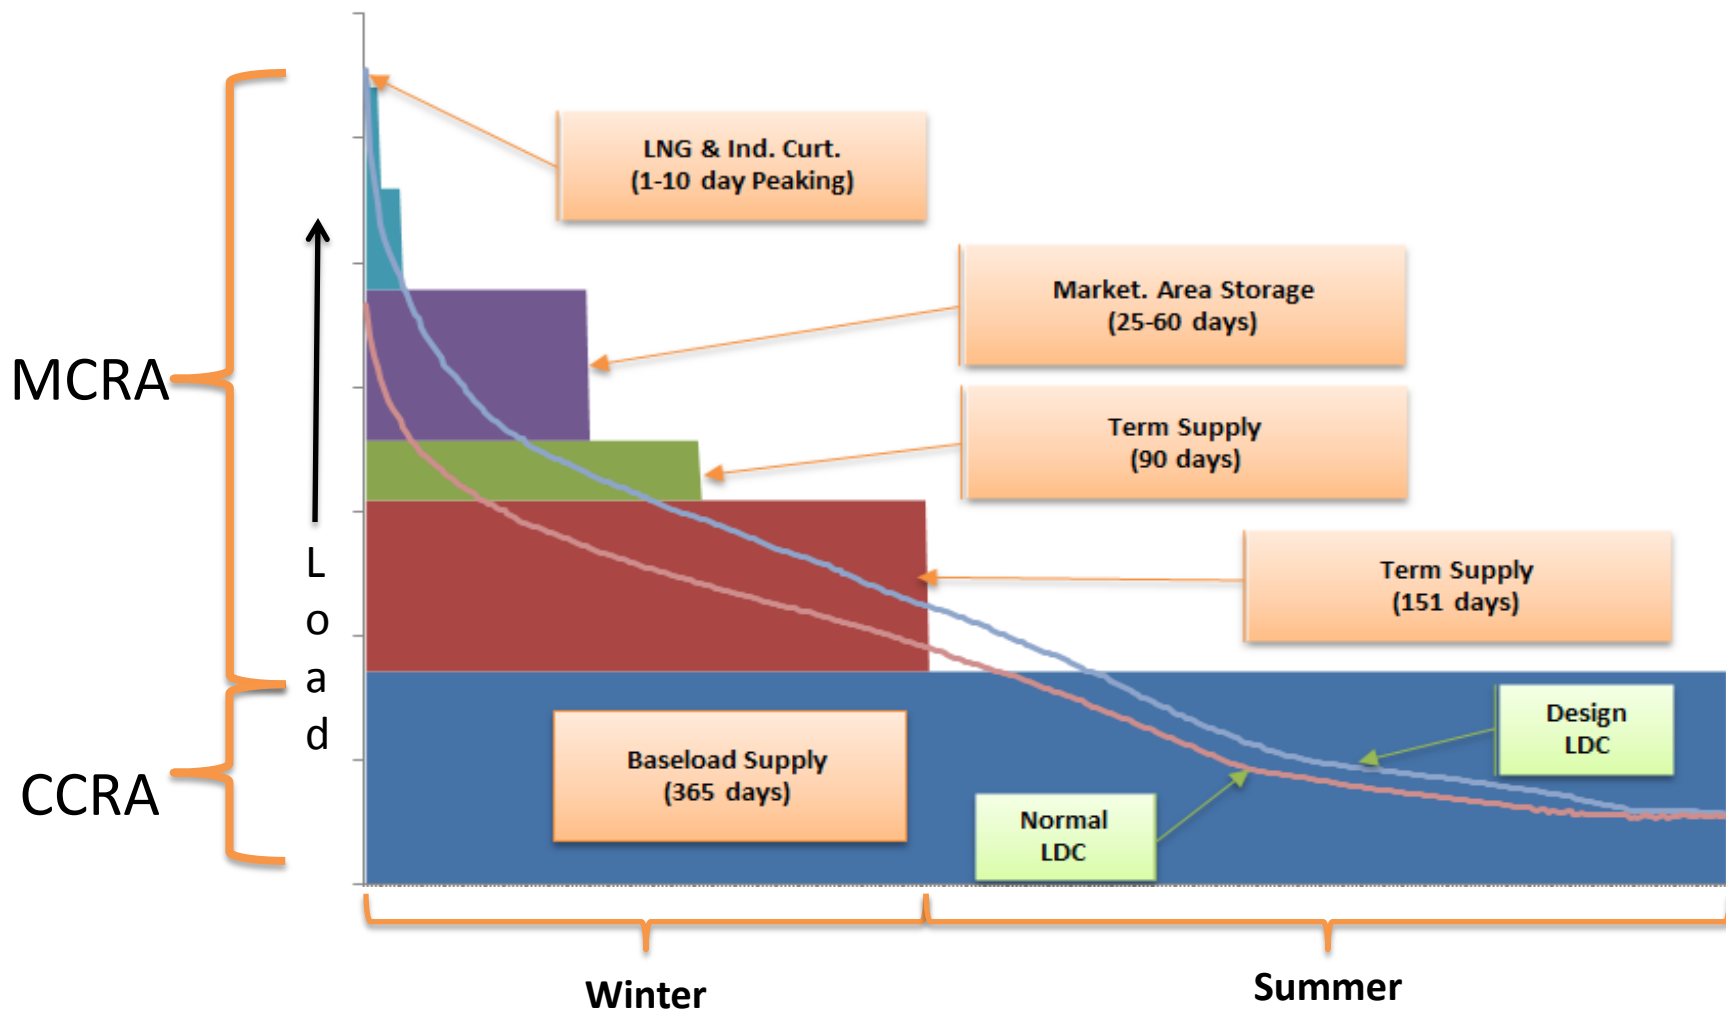 LNG & Ind. Curt.
(1-10 day Peaking)
Market. Area Storage
(25-60 days)
MCRA
Term Supply
(90 days)
Term Supply
(151 days)
Load
Baseload Supply
(365 days)
CCRA
Design
LDC
Normal
LDC
Winter
Summer